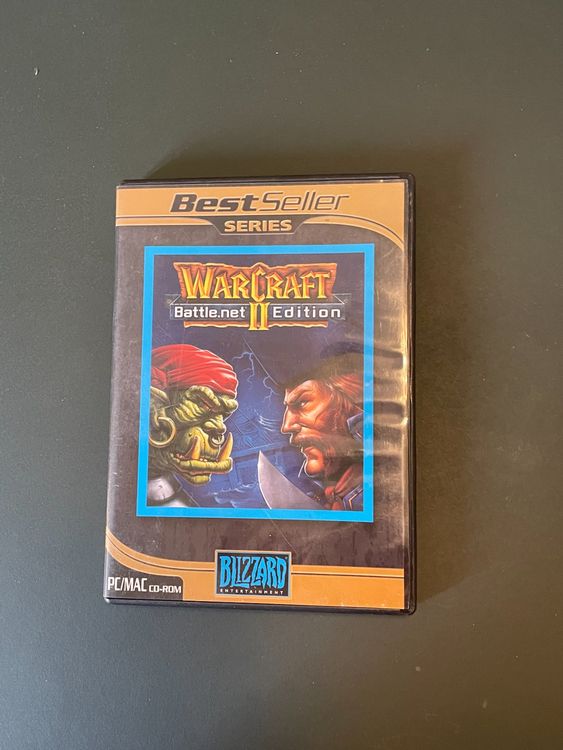 BestSeller
SERIES
WARCRAFT
II
Battle.net Edition
PC/MAC CD-ROM
BLIZZARD
ENTERTAINMENT